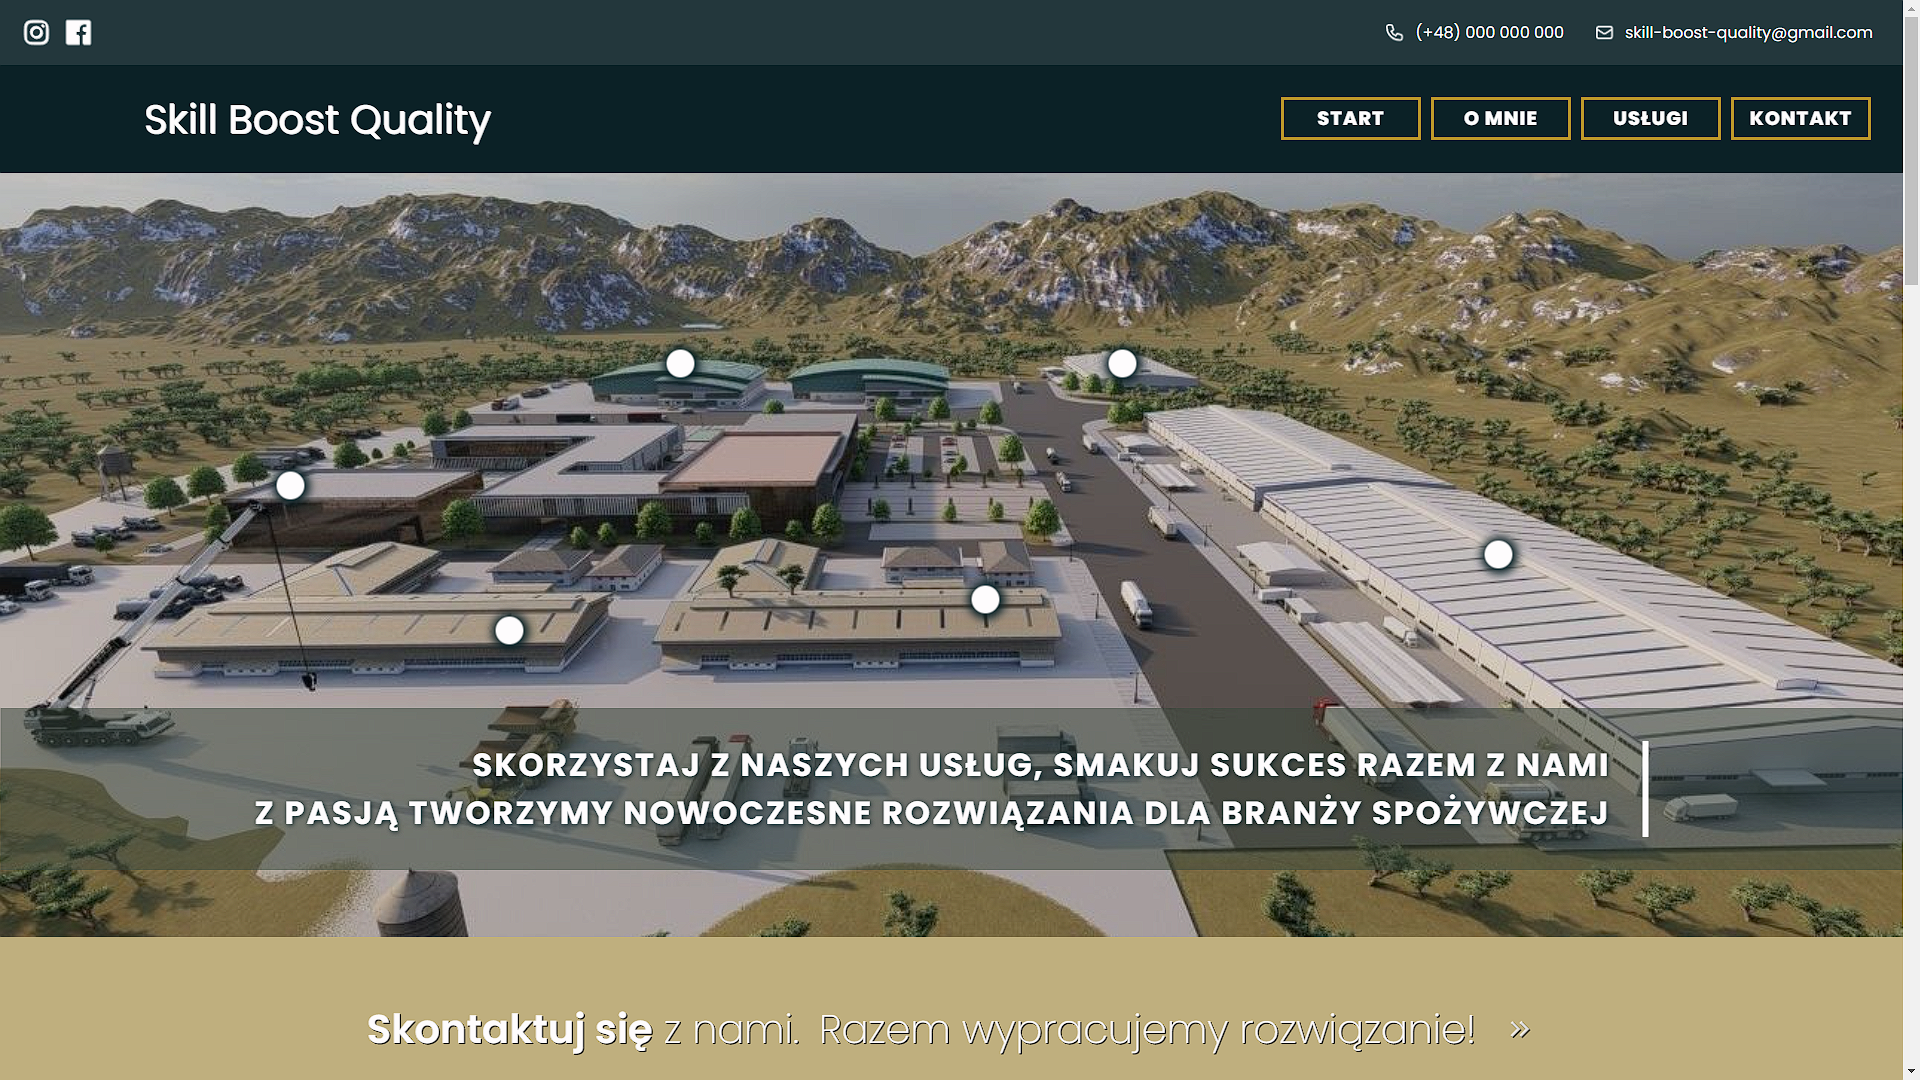 (+48) 000 000 000 skill-boost-quality@gmail.com
Skill Boost Quality
START O MNIE USŁUGI KONTAKT
SKORZYSTAJ Z NASZYCH USŁUG, SMAKUJ SUKCES RAZEM Z NAMI
Z PASJĄ TWORZYMY NOWOCZESNE ROZWIĄZANIA DLA BRANŻY SPOŻYWCZEJ
Skontaktuj się z nami. Razem wypracujemy rozwiązanie! »